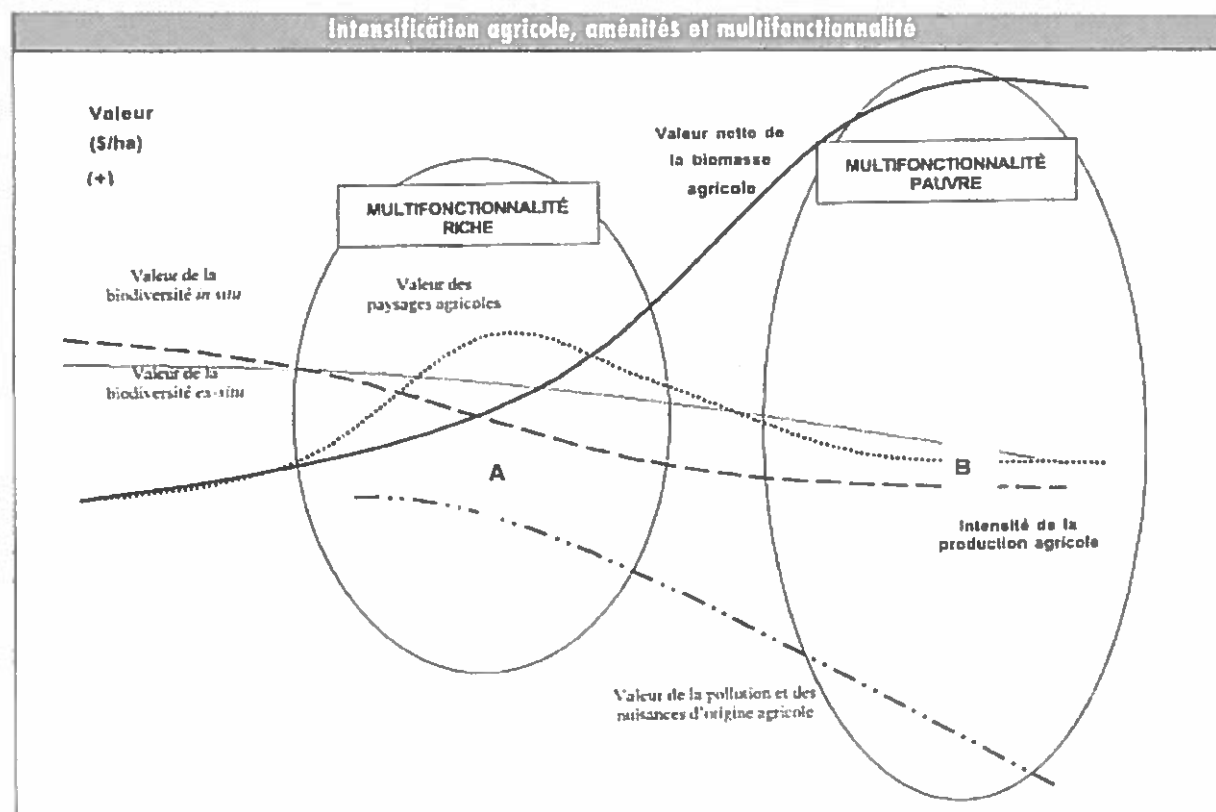 Intensification agricole, aménités et multifonctionnalité
Valeur
($/ha)
(+)
Valeur nette de
la biomasse
agricole
MULTIFONCTIONNALITÉ
PAUVRE
MULTIFONCTIONNALITÉ
RICHE
Valeur de la
biodiversité in situ
Valeur des
paysages agricoles
Valeur de la
biodiversité ex-situ
A
B
Intensité de la
production agricole
Valeur de la pollution et des
nuisances d'origine agricole